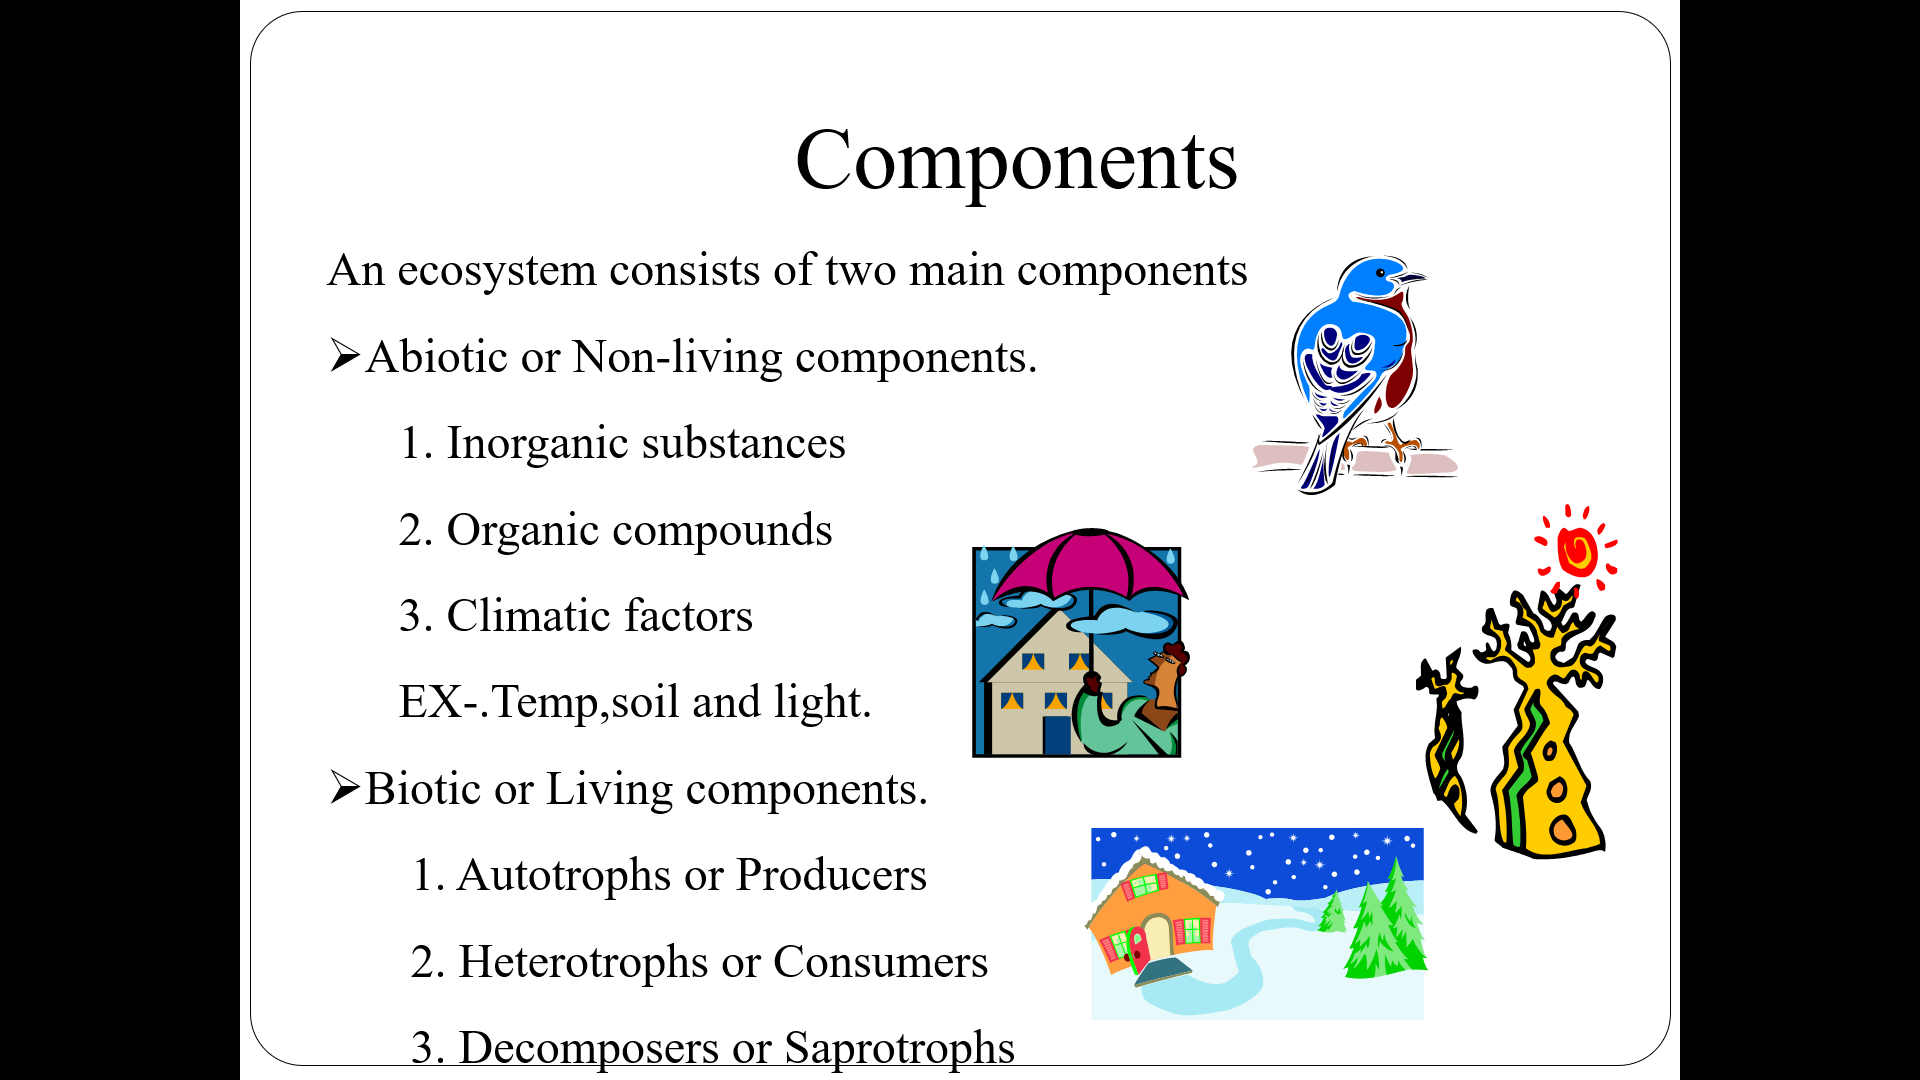 Components
An ecosystem consists of two main components
➢Abiotic or Non-living components.
1. Inorganic substances
2. Organic compounds
3. Climatic factors
EX-.Temp,soil and light.
➢Biotic or Living components.
1. Autotrophs or Producers
2. Heterotrophs or Consumers
3. Decomposers or Saprotrophs